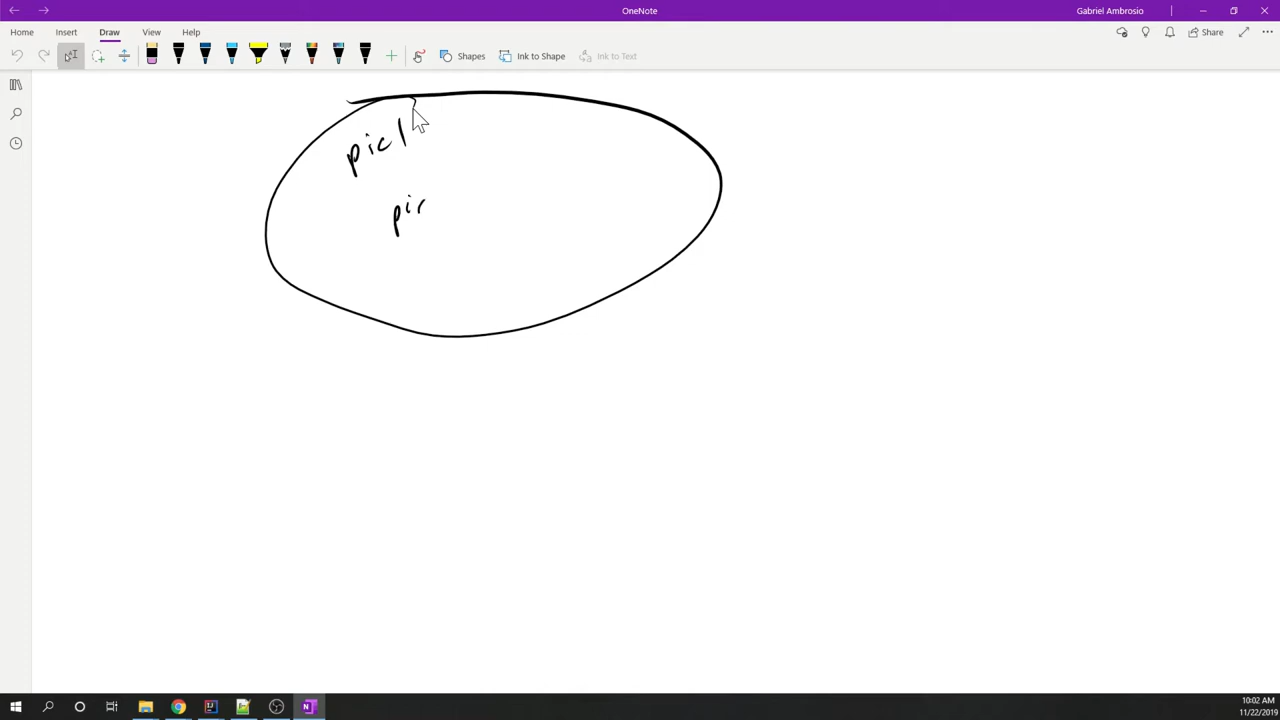 OneNote
Gabriel Ambrosio
Home Insert Draw View Help
Share
Shapes Ink to Shape Ink to Text
pic1
pir
10:02 AM
11/22/2019